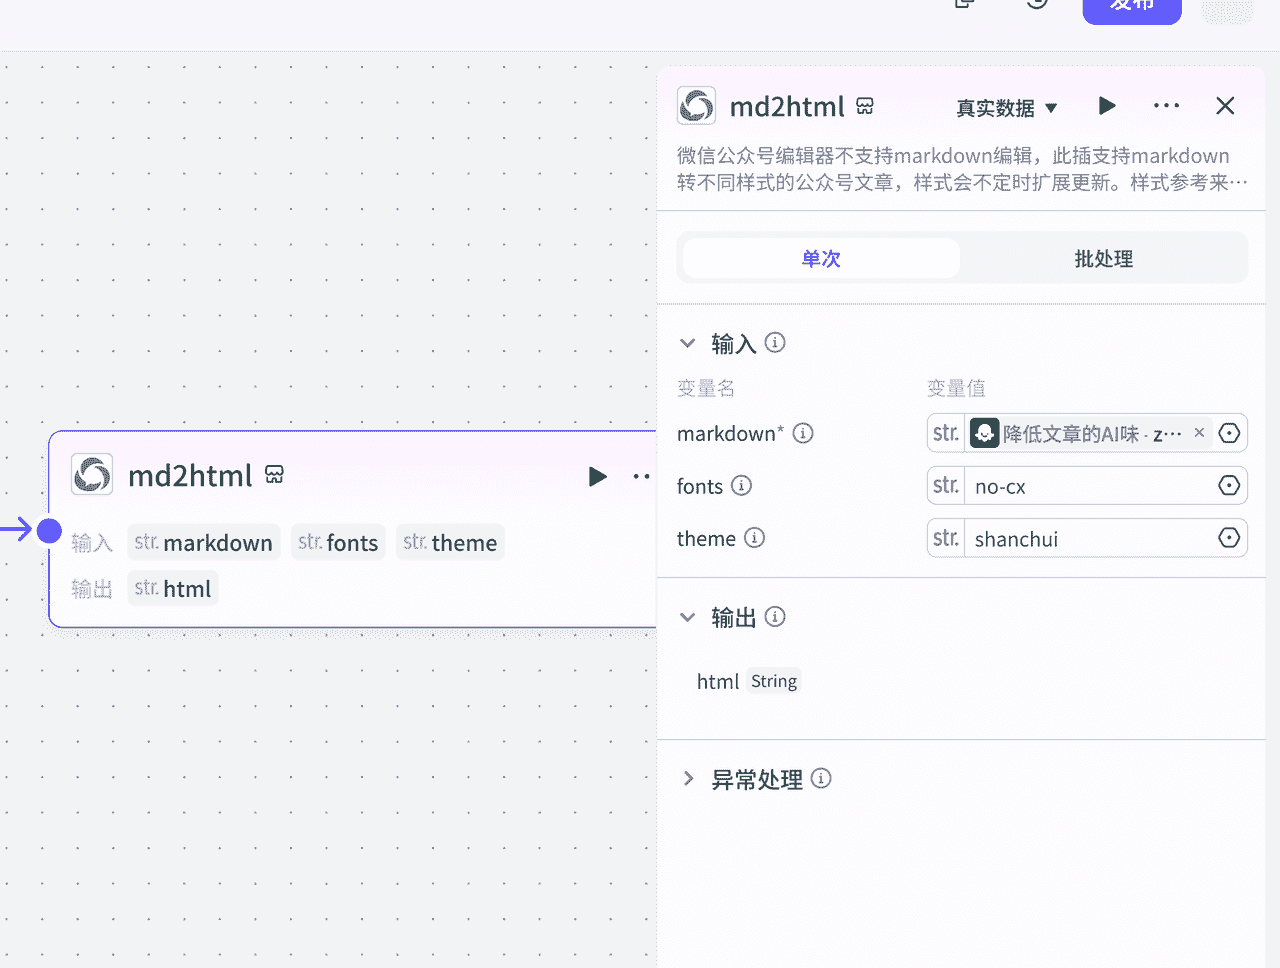 发布
md2html
输入 str. markdown str. fonts str. theme
输出 str. html
md2html 真实数据
微信公众号编辑器不支持markdown编辑，此插支持markdown
转不同样式的公众号文章，样式会不定时扩展更新。样式参考来···
单次 批处理
输入
变量名 变量值
markdown* str. 降低文章的AI味 - z···
fonts str. no-cx
theme str. shanchui
输出
html String
异常处理